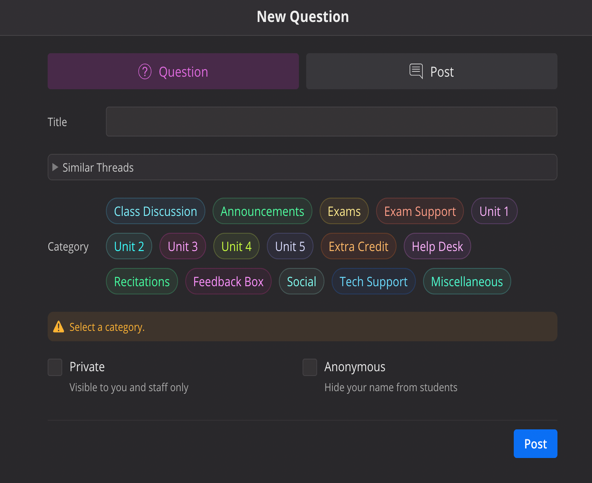 New Question
Question Post
Title
Similar Threads
Class Discussion Announcements Exams Exam Support Unit 1
Category Unit 2 Unit 3 Unit 4 Unit 5 Extra Credit Help Desk
Recitations Feedback Box Social Tech Support Miscellaneous
Select a category.
Private Anonymous
Visible to you and staff only Hide your name from students
Post